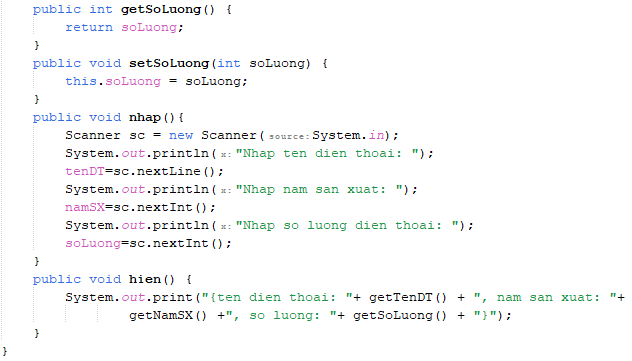 public int getSoLuong() {
return soLuong;
}
public void setSoLuong(int soLuong) {
this.soLuong = soLuong;
}
public void nhap(){
Scanner sc = new Scanner( source: System.in);
System.out.println( x: "Nhap ten dien thoai: ");
tenDT=sc.nextLine();
System.out.println( x: "Nhap nam san xuat: ");
namSX=sc.nextInt();
System.out.println( x: "Nhap so luong dien thoai: ");
soLuong=sc.nextInt();
}
public void hien() {
System.out.print("{ten dien thoai: "+ getTenDT() + ", nam san xuat: "+
getNamSX() +", so luong: "+ getSoLuong() + "}");
}
}